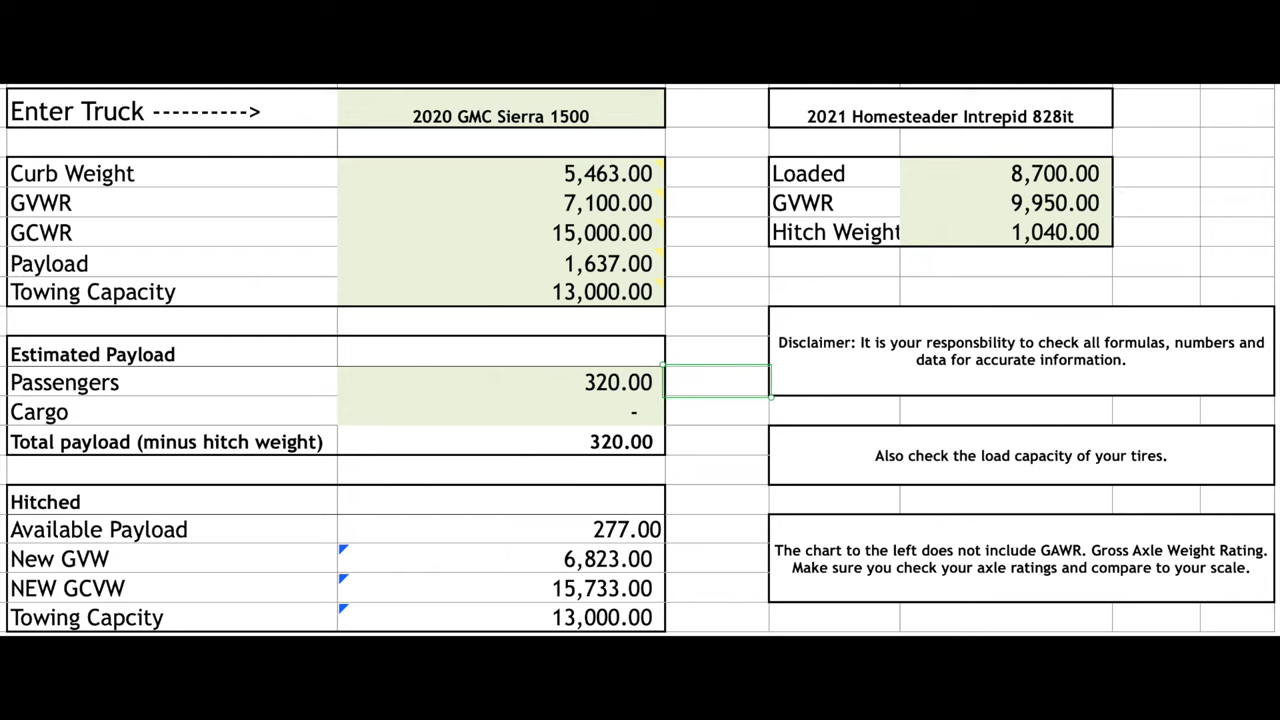 Enter Truck ----------> 2020 GMC Sierra 1500
2021 Homesteader Intrepid 828it
Curb Weight 5,463.00
GVWR 7,100.00
GCWR 15,000.00
Payload 1,637.00
Towing Capacity 13,000.00
Loaded 8,700.00
GVWR 9,950.00
Hitch Weight 1,040.00
Estimated Payload
Passengers 320.00
Cargo -
Total payload (minus hitch weight) 320.00
Hitched
Available Payload 277.00
New GVW 6,823.00
NEW GCVW 15,733.00
Towing Capcity 13,000.00
Disclaimer: It is your responsbility to check all formulas, numbers and
data for accurate information.
Also check the load capacity of your tires.
The chart to the left does not include GAWR. Gross Axle Weight Rating.
Make sure you check your axle ratings and compare to your scale.